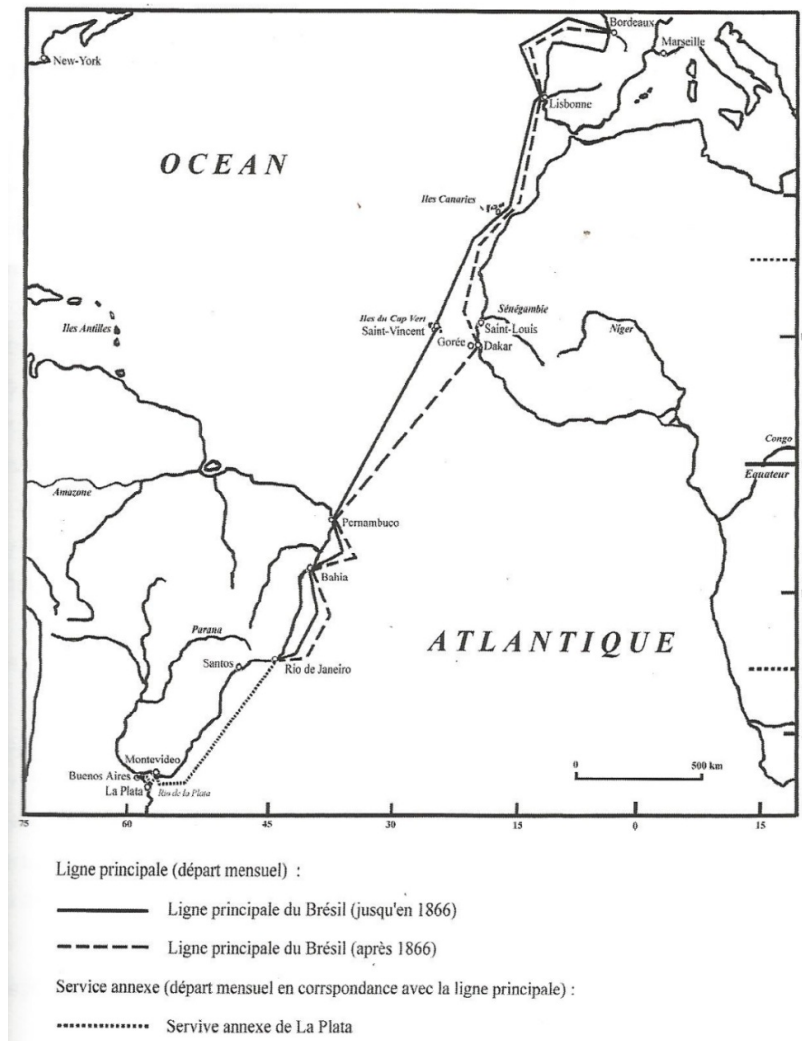 Bordeaux
New-York
Marseille
Lisbonne
OCEAN
Iles Canaries
Iles du Cap Vert
Saint-Vincent
Sénégambie
Saint-Louis
Iles Antilles
Niger
Gorée
Dakar
Congo
Equateur
Amazone
Pernambuco
Bahia
Parana
ATLANTIQUE
Santos
Rio de Janeiro
Montevideo
Buenos Aires
La Plata
Rio de la Plata
0 500 km
75 60 45 30 15 0 15
Ligne principale (départ mensuel) :
Ligne principale du Brésil (jusqu'en 1866)
Ligne principale du Brésil (après 1866)
Service annexe (départ mensuel en corrspondance avec la ligne principale) :
Servive annexe de La Plata